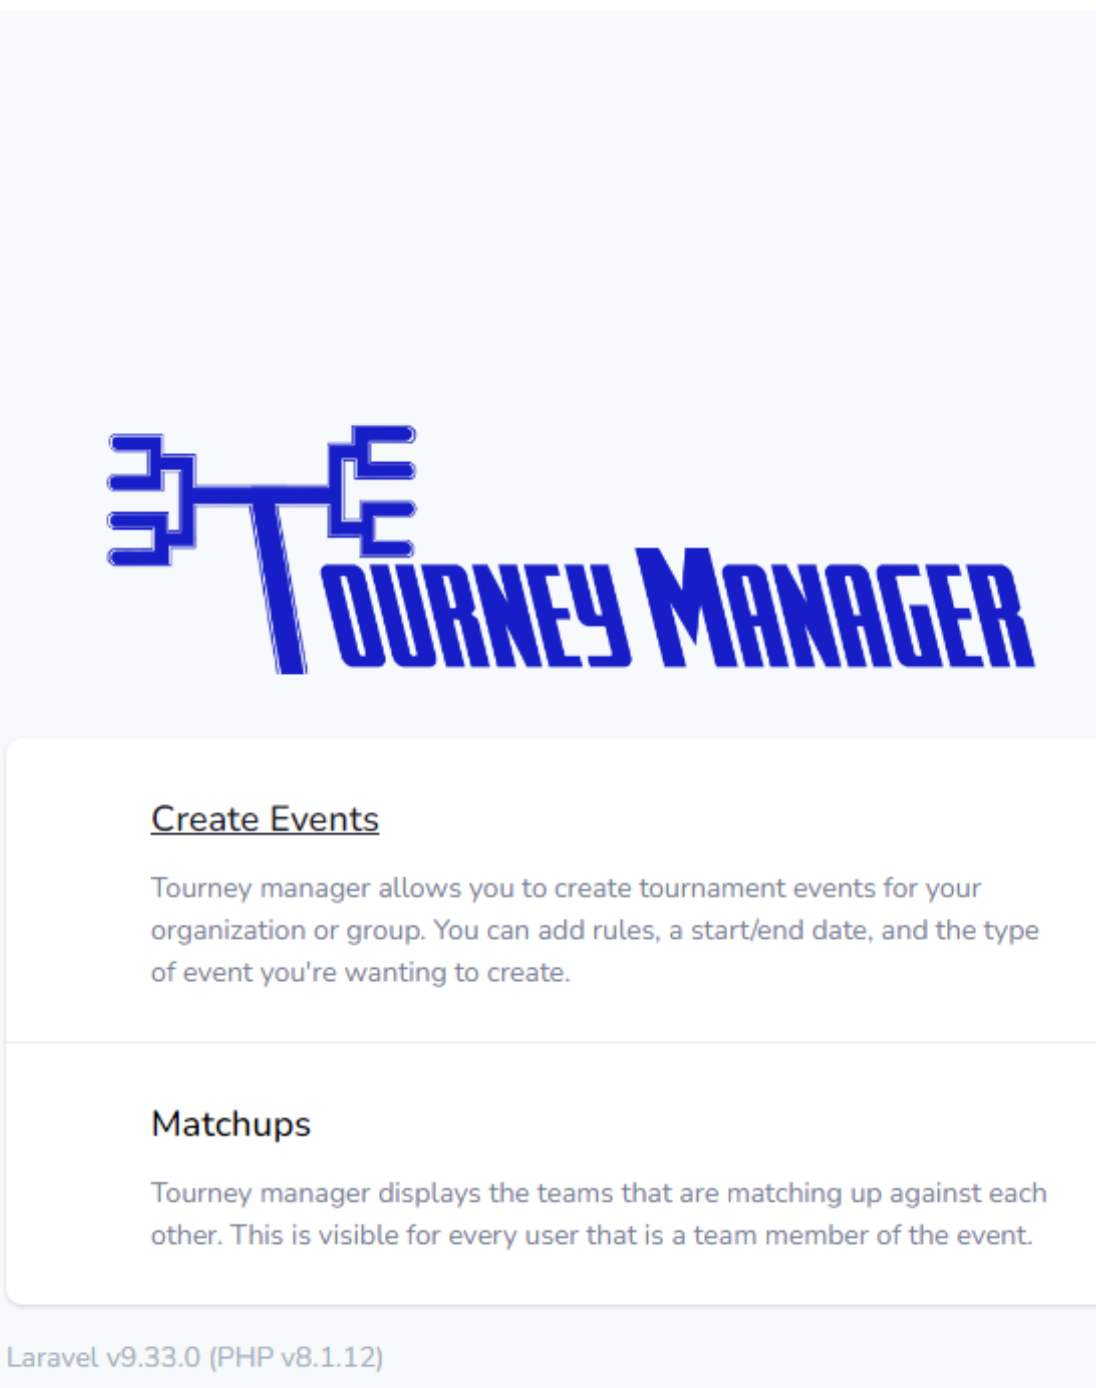 Tourney Manager
Create Events
Tourney manager allows you to create tournament events for your
organization or group. You can add rules, a start/end date, and the type
of event you're wanting to create.
Matchups
Tourney manager displays the teams that are matching up against each
other. This is visible for every user that is a team member of the event.
Laravel v9.33.0 (PHP v8.1.12)